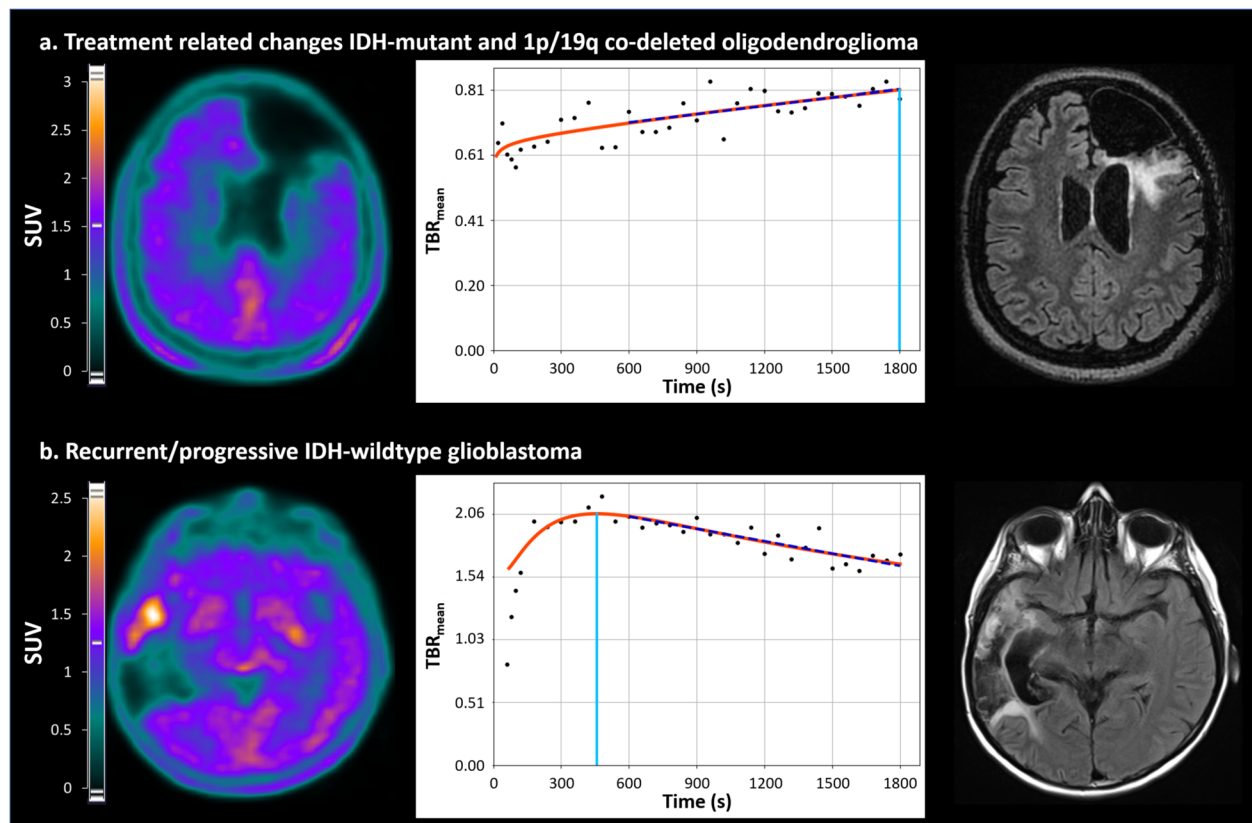 a. Treatment related changes IDH-mutant and 1p/19q co-deleted oligodendroglioma
SUV
3
2.5
2
1.5
1
0.5
0
TBRmean
0.81
0.61
0.41
0.20
0.00
0 300 600 900 1200 1500 1800
Time (s)
b. Recurrent/progressive IDH-wildtype glioblastoma
SUV
2.5
2
1.5
1
0.5
0
TBRmean
2.06
1.54
1.03
0.51
0.00
0 300 600 900 1200 1500 1800
Time (s)